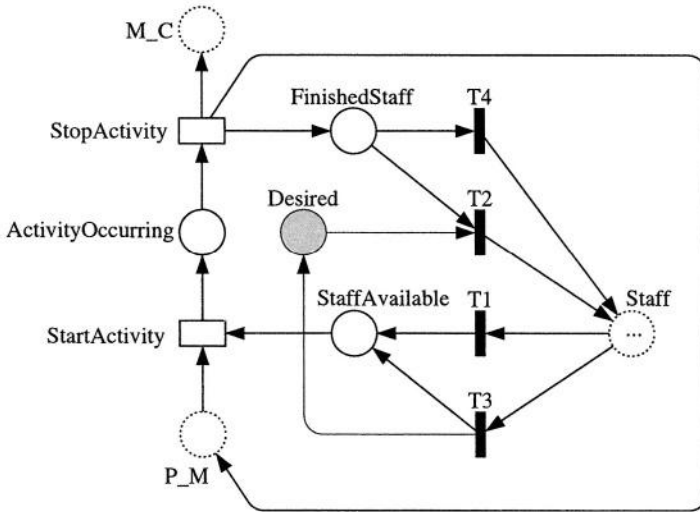 M_C
FinishedStaff
T4
StopActivity
Desired
T2
ActivityOccurring
StaffAvailable
T1
Staff
...
StartActivity
T3
P_M